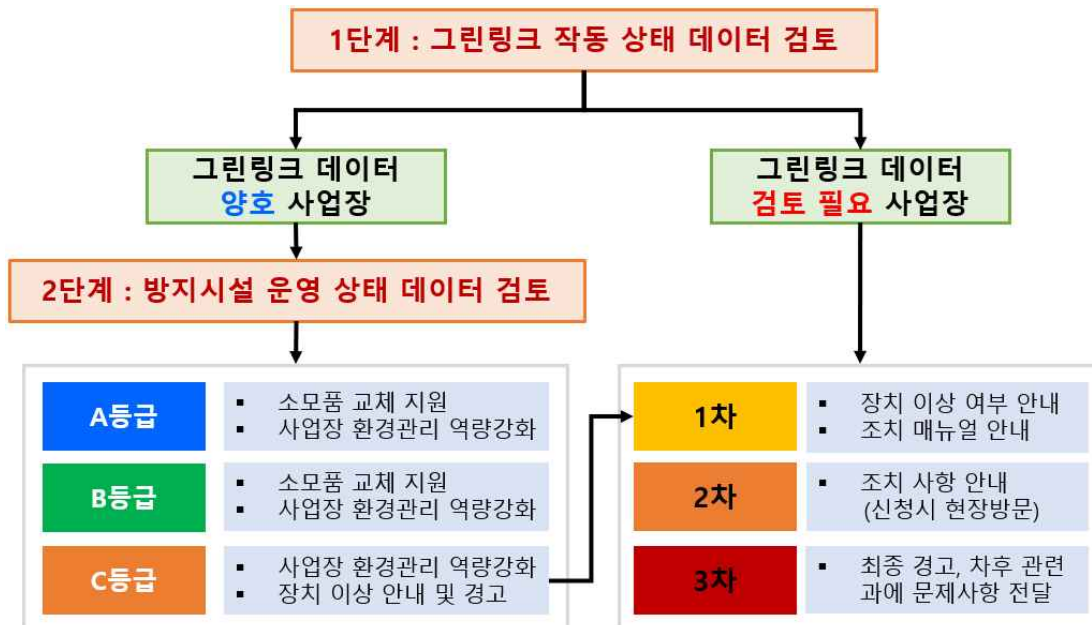 1단계 : 그린링크 작동 상태 데이터 검토
그린링크 데이터
양호 사업장
그린링크 데이터
검토 필요 사업장
2단계 : 방지시설 운영 상태 데이터 검토
A등급
▪ 소모품 교체 지원
▪ 사업장 환경관리 역량강화
B등급
▪ 소모품 교체 지원
▪ 사업장 환경관리 역량강화
C등급
▪ 사업장 환경관리 역량강화
▪ 장치 이상 안내 및 경고
1차
▪ 장치 이상 여부 안내
▪ 조치 매뉴얼 안내
2차
▪ 조치 사항 안내
(신청시 현장방문)
3차
▪ 최종 경고, 차후 관련
과에 문제사항 전달